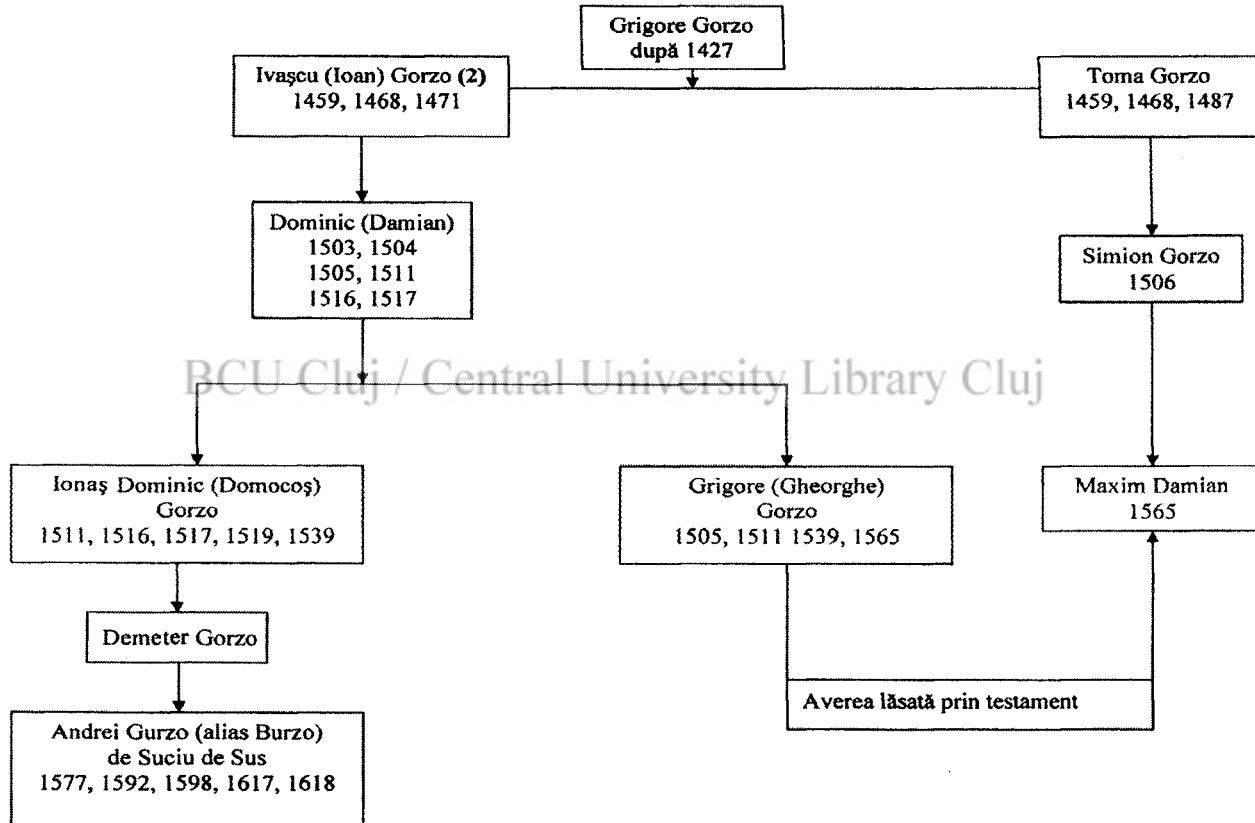 Grigore Gorzo
după 1427
Ivaşcu (Ioan) Gorzo (2)
1459, 1468, 1471
Toma Gorzo
1459, 1468, 1487
Dominic (Damian)
1503, 1504
1505, 1511
1516, 1517
Simion Gorzo
1506
BCU Cluj / Central University Library Cluj
Ionaş Dominic (Domocoş)
Gorzo
1511, 1516, 1517, 1519, 1539
Grigore (Gheorghe)
Gorzo
1505, 1511 1539, 1565
Maxim Damian
1565
Demeter Gorzo
Averea lăsată prin testament
Andrei Gurzo (alias Burzo)
de Suciu de Sus
1577, 1592, 1598, 1617, 1618